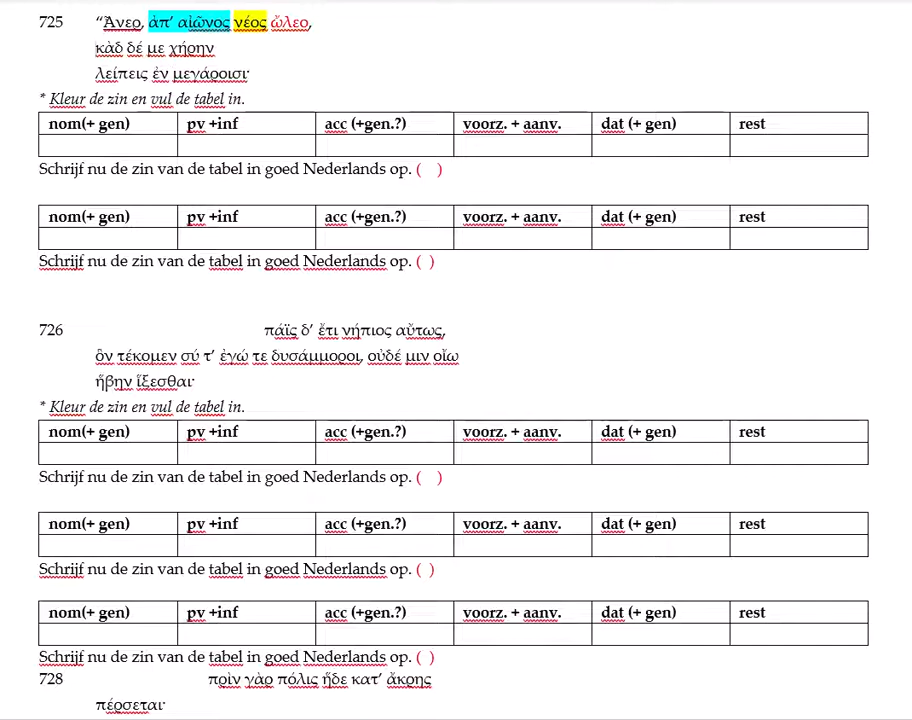 725 “Ἆνερ, ἀπ’ αἰῶνος νέος ὤλεο,
κὰδ δέ με χήρην
λείπεις ἐν μεγάροισι·
* Kleur de zin en vul de tabel in.
nom(+ gen) pv +inf acc (+gen.?) voorz. + aanv. dat (+ gen) rest
Schrijf nu de zin van de tabel in goed Nederlands op. ( )
nom(+ gen) pv +inf acc (+gen.?) voorz. + aanv. dat (+ gen) rest
Schrijf nu de zin van de tabel in goed Nederlands op. ( )
726 πάϊς δ’ ἔτι νήπιος αὔτως,
ὃν τέκομεν σύ τ’ ἐγώ τε δυσάμμοροι, οὐδέ μιν οἴω
ἥβην ἵξεσθαι·
* Kleur de zin en vul de tabel in.
nom(+ gen) pv +inf acc (+gen.?) voorz. + aanv. dat (+ gen) rest
Schrijf nu de zin van de tabel in goed Nederlands op. ( )
nom(+ gen) pv +inf acc (+gen.?) voorz. + aanv. dat (+ gen) rest
Schrijf nu de zin van de tabel in goed Nederlands op. ( )
nom(+ gen) pv +inf acc (+gen.?) voorz. + aanv. dat (+ gen) rest
Schrijf nu de zin van de tabel in goed Nederlands op. ( )
728 πρὶν γὰρ πόλις ἥδε κατ’ ἄκρης
πέρσεται·